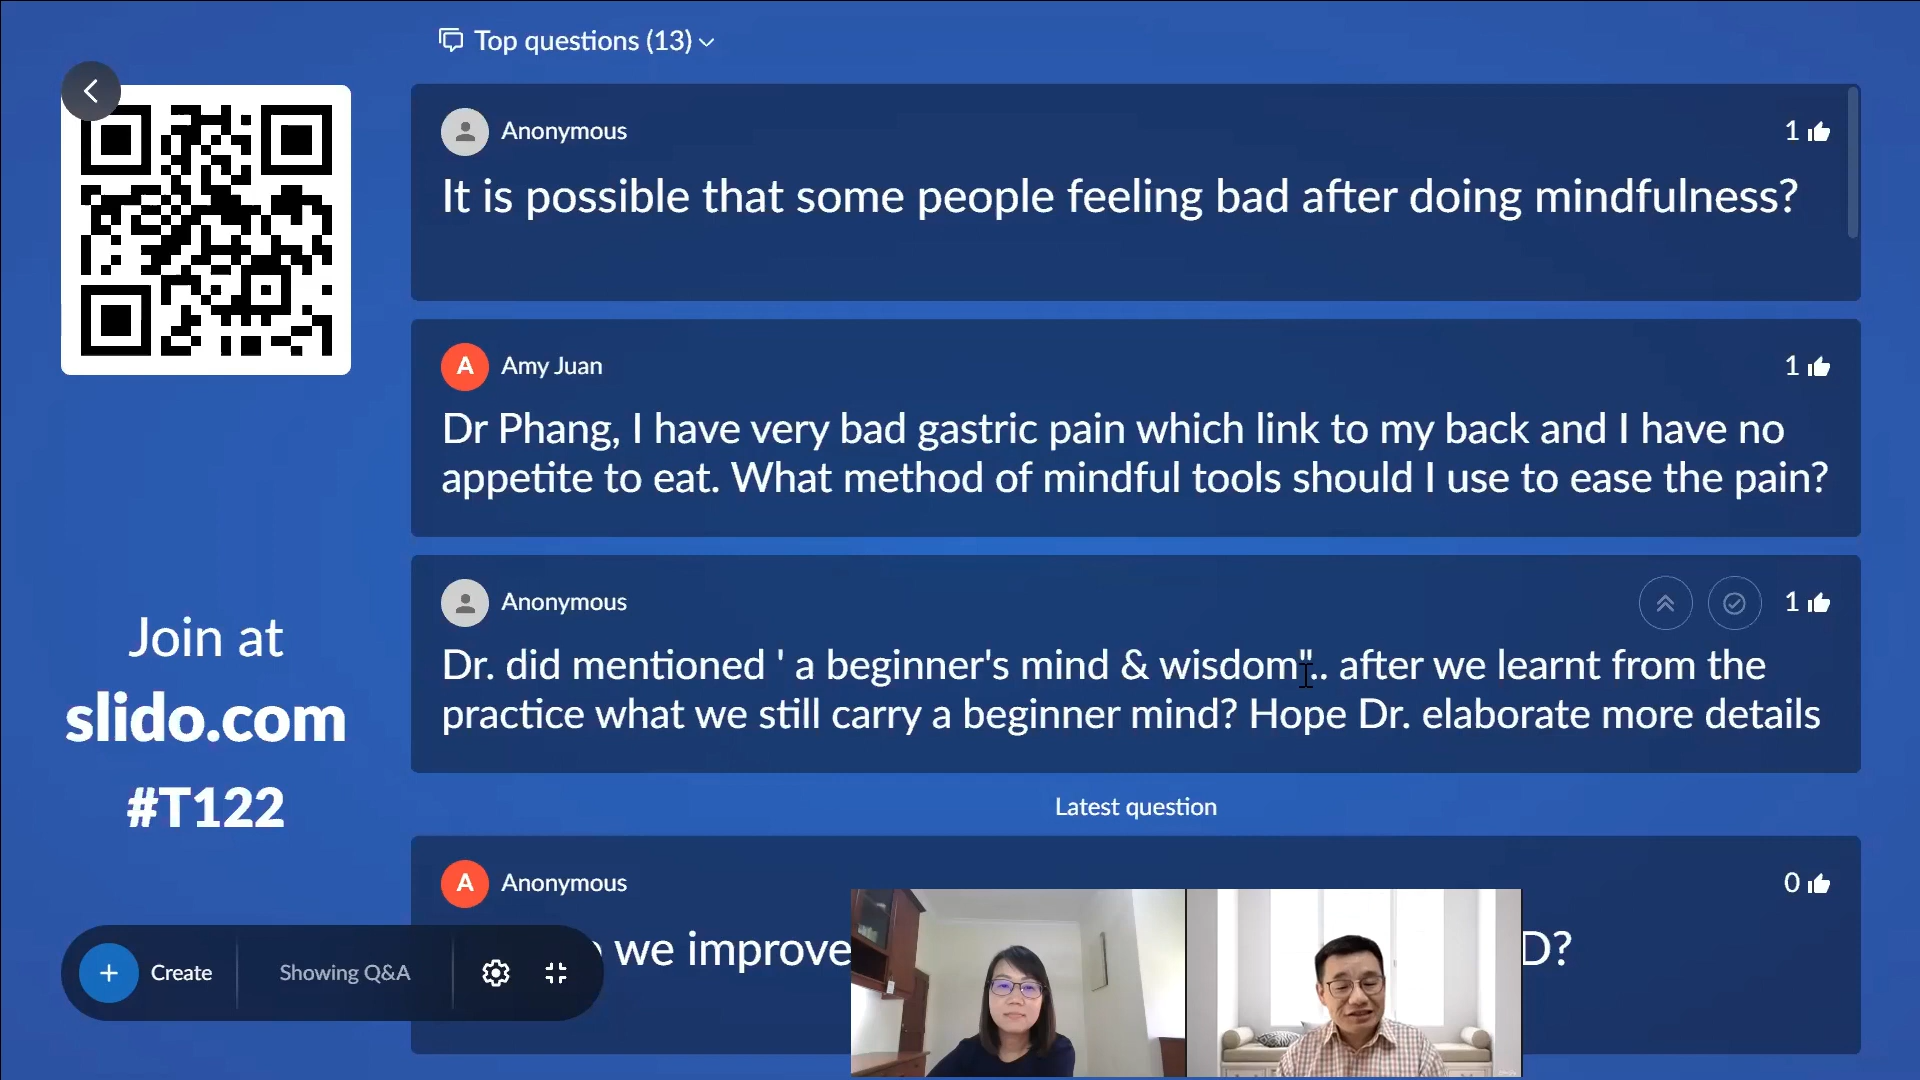 Top questions (13)
Anonymous
1
It is possible that some people feeling bad after doing mindfulness?
A
Amy Juan
1
Dr Phang, I have very bad gastric pain which link to my back and I have no
appetite to eat. What method of mindful tools should I use to ease the pain?
Anonymous
1
Dr. did mentioned ' a beginner's mind & wisdom".. after we learnt from the
practice what we still carry a beginner mind? Hope Dr. elaborate more details
Latest question
A
Anonymous
0
we improve
D?
Join at
slido.com
#T122
Create
Showing Q&A